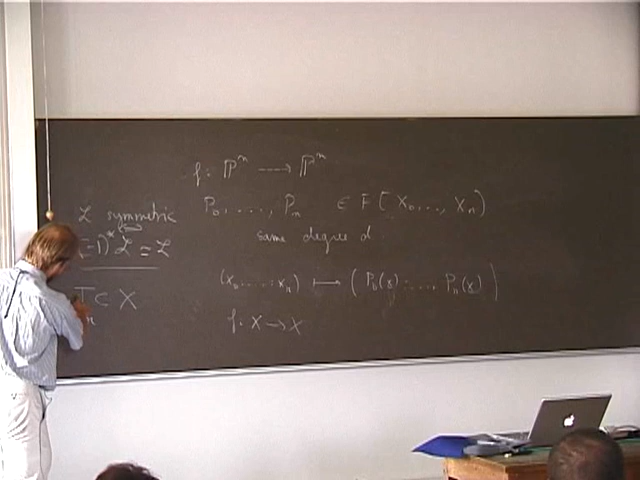 f: ℙⁿ ---→ ℙⁿ
P₀, ..., Pₙ ∈ F[X₀, ..., Xₙ]
same degree d
(x₀ : ... : xₙ) ↦ (P₀(x) : ..., Pₙ(x))
f: X → X
ℒ symmetric
(-1)* ℒ ≅ ℒ
⊂ X